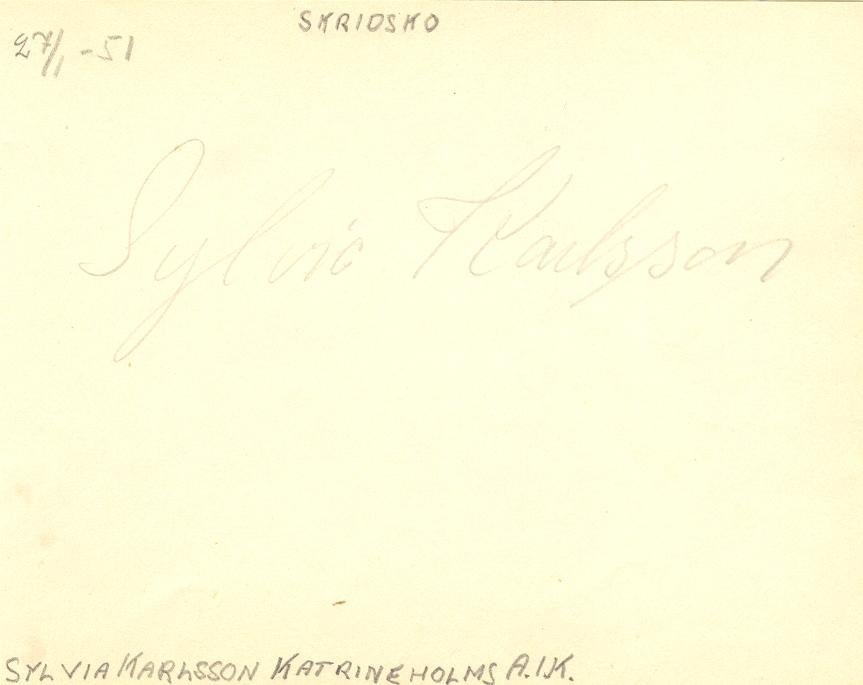 SKRIDSKO
27/1 -51
Sylvia Karlsson
SYLVIA KARLSSON KATRINEHOLMS A.I.K.